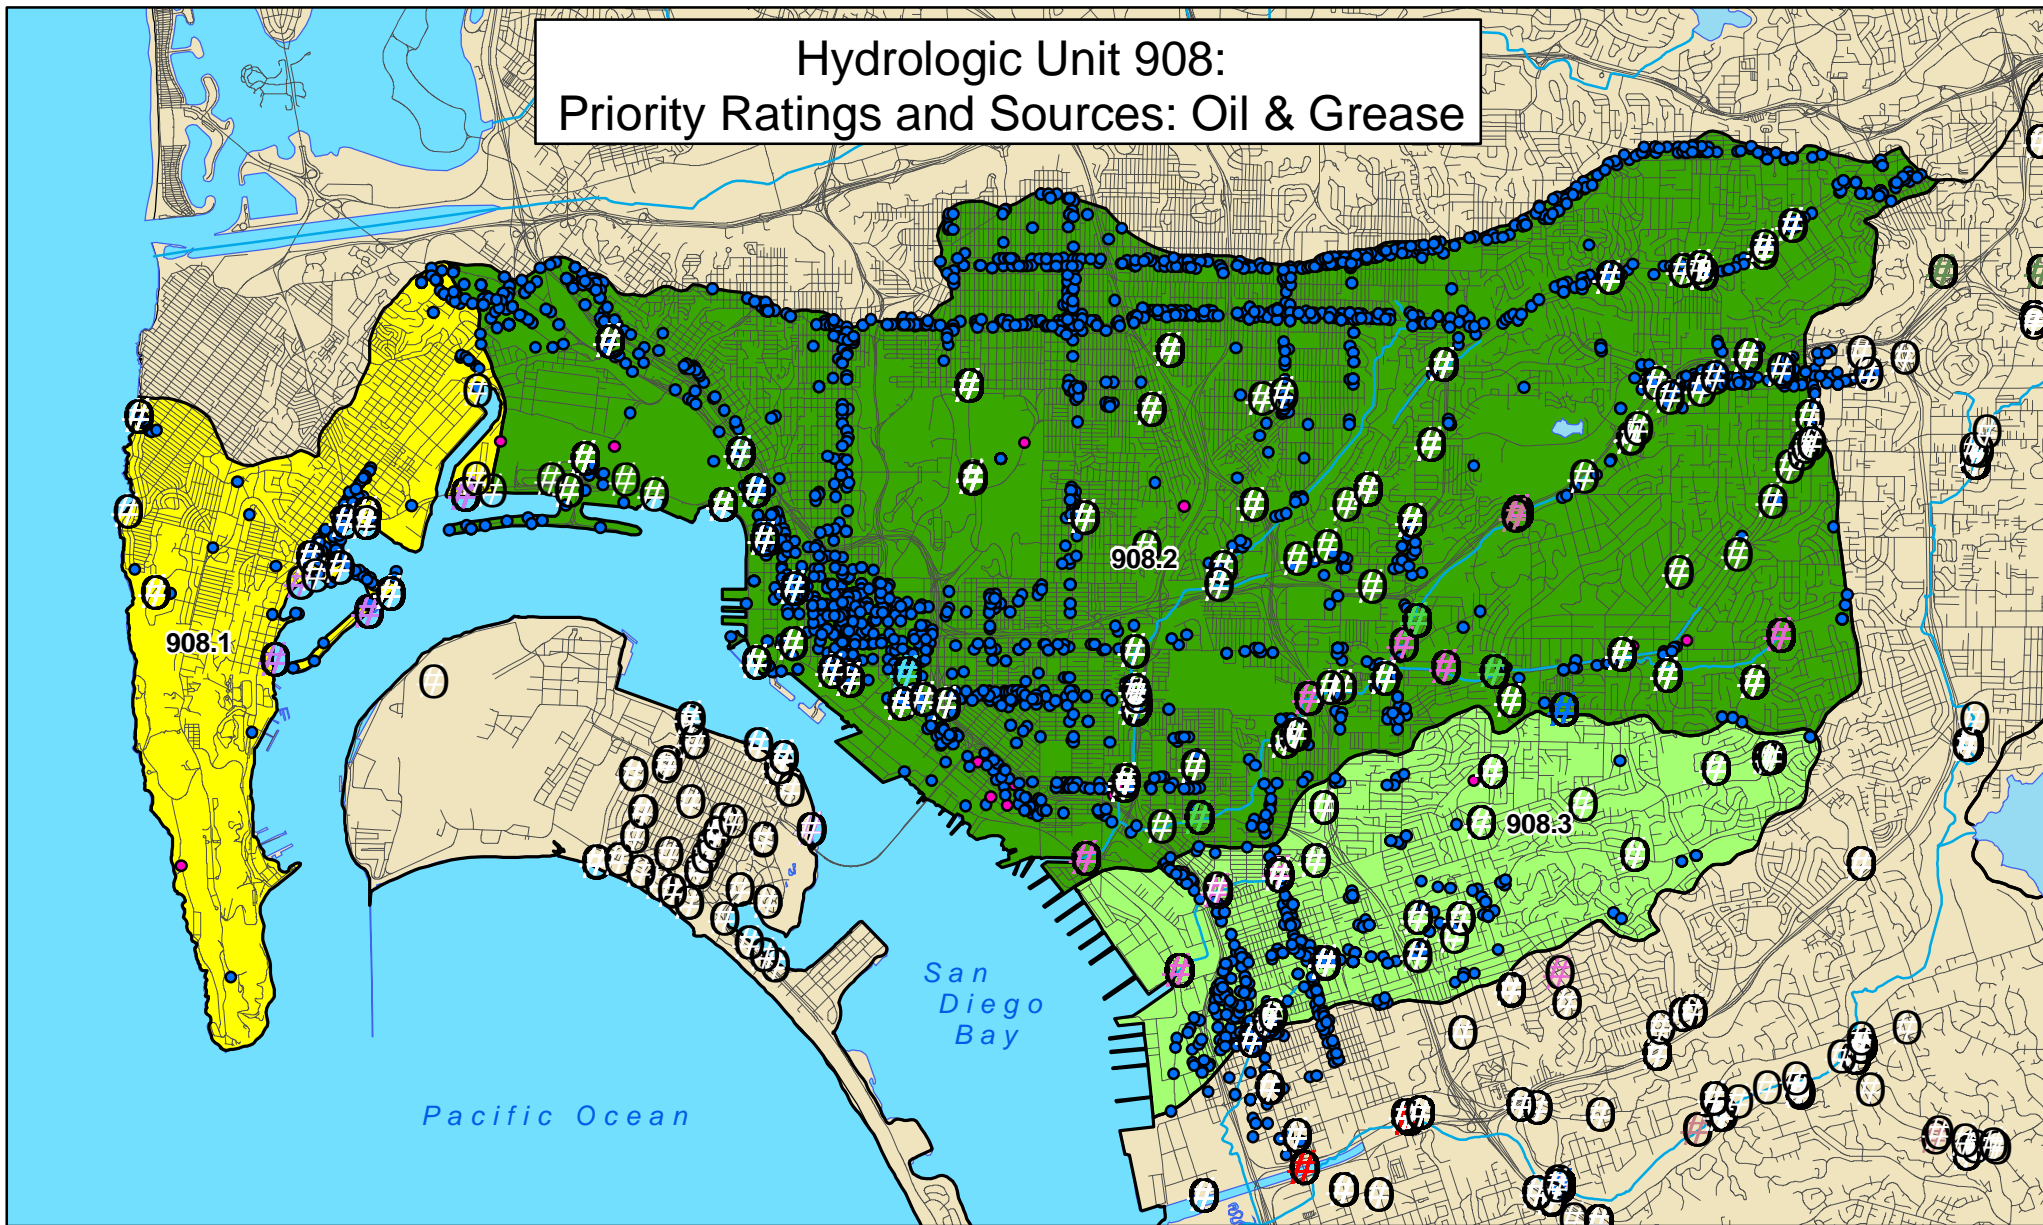 Hydrologic Unit 908:
Priority Ratings and Sources: Oil & Grease
908.2
908.1
908.3
San
Diego
Bay
Pacific Ocean